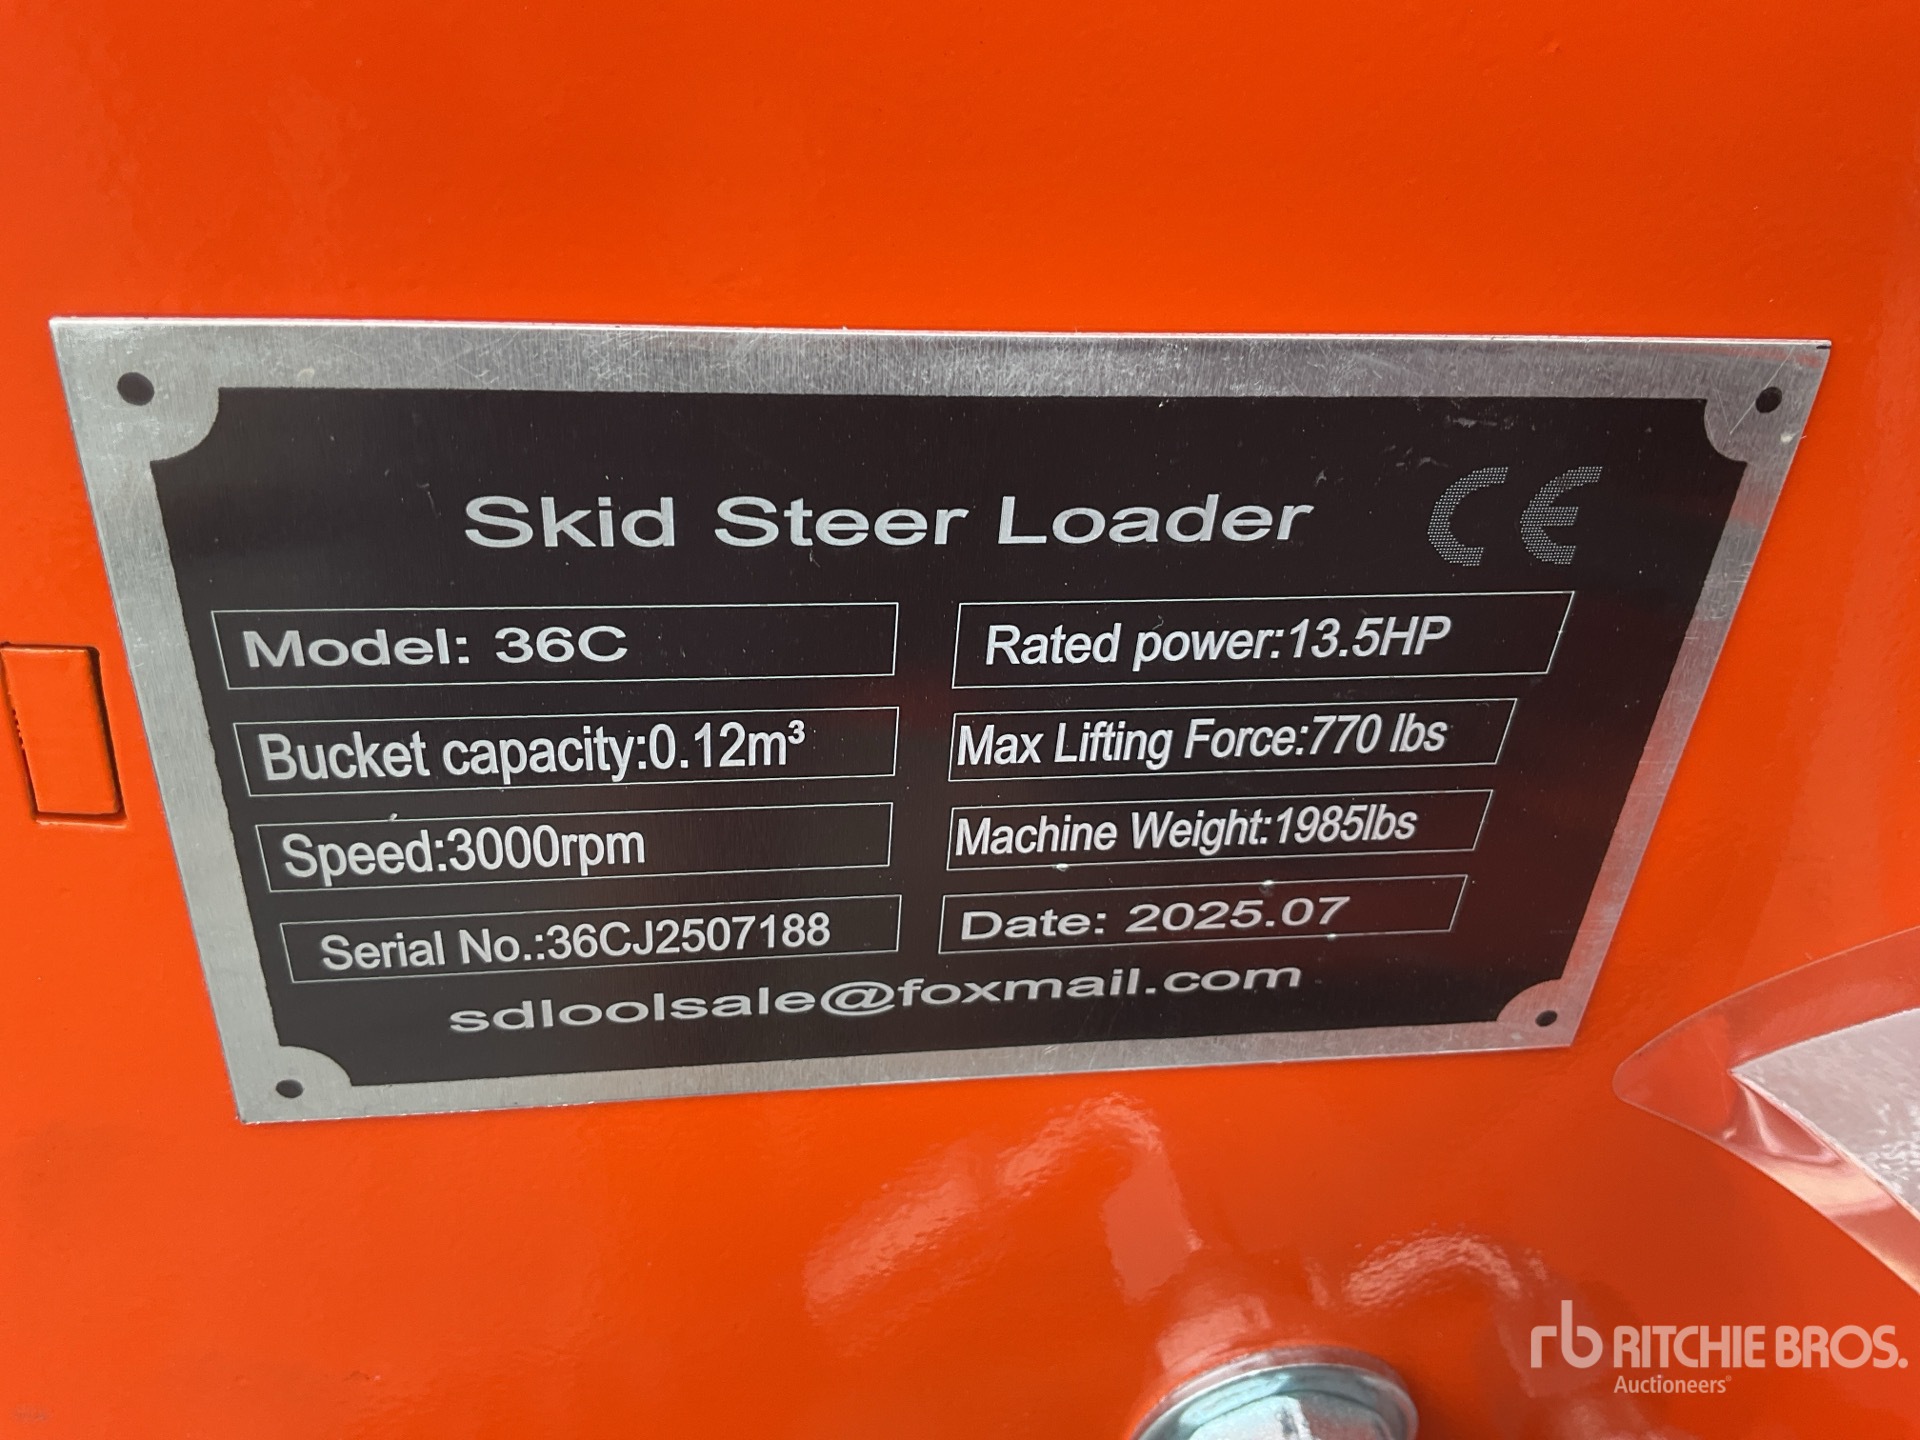 Skid Steer Loader CE
Model: 36C
Rated power:13.5HP
Bucket capacity:0.12m³
Max Lifting Force:770 lbs
Speed:3000rpm
Machine Weight:1985lbs
Serial No.:36CJ2507188
Date: 2025.07
sdloolsale@foxmail.com
rb RITCHIE BROS.
Auctioneers®